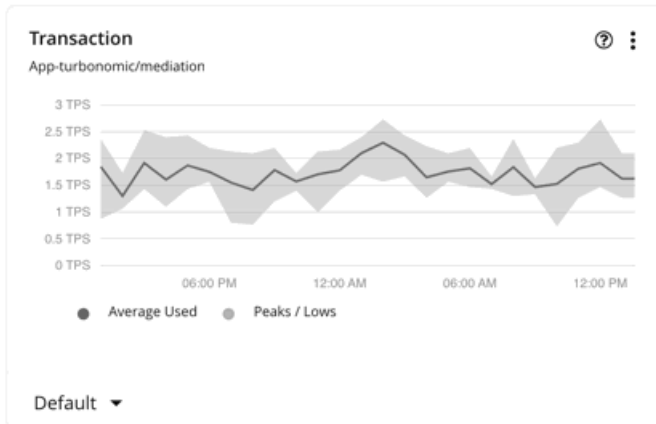 Transaction
App-turbonomic/mediation
3 TPS
2.5 TPS
2 TPS
1.5 TPS
1 TPS
0.5 TPS
0 TPS
06:00 PM 12:00 AM 06:00 AM 12:00 PM
Average Used Peaks / Lows
Default